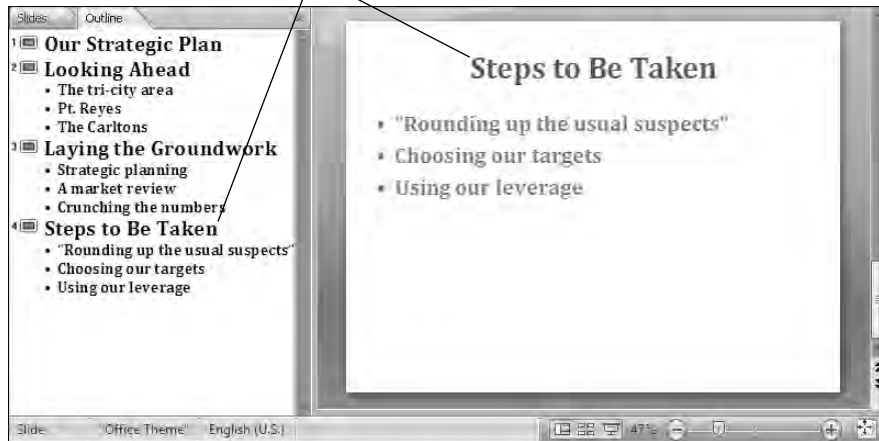 Slides Outline
1 Our Strategic Plan
2 Looking Ahead
• The tri-city area
• Pt. Reyes
• The Carltons
3 Laying the Groundwork
• Strategic planning
• A market review
• Crunching the numbers
4 Steps to Be Taken
• "Rounding up the usual suspects"
• Choosing our targets
• Using our leverage
Steps to Be Taken
• "Rounding up the usual suspects"
• Choosing our targets
• Using our leverage
Slide "Office Theme" English (U.S.) 47%